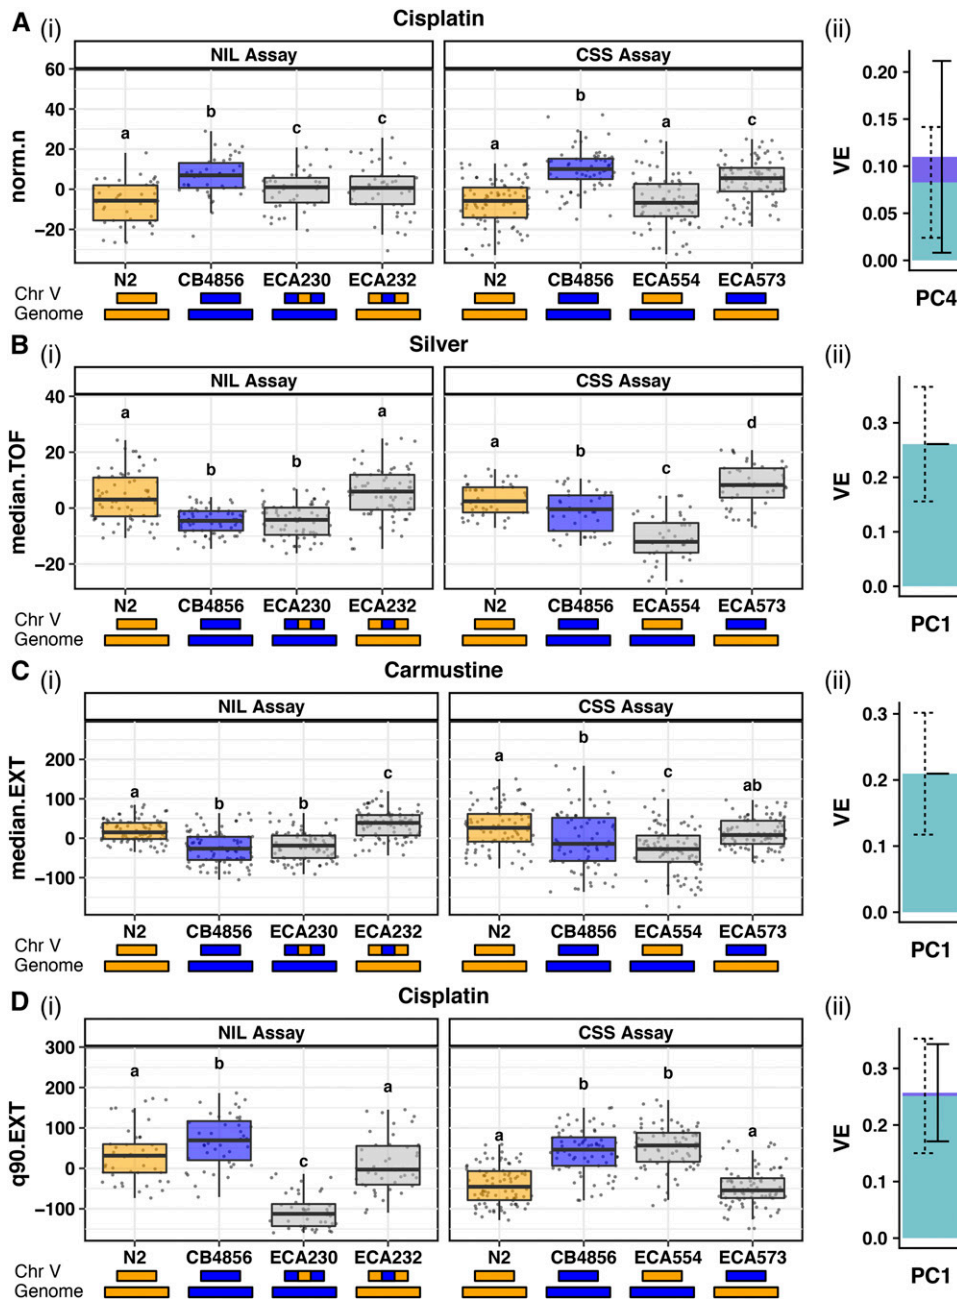 A (i) Cisplatin (ii)
NIL Assay CSS Assay
norm.n
60
40
20
0
−20
a b c c a b a c
N2 CB4856 ECA230 ECA232 N2 CB4856 ECA554 ECA573
Chr V
Genome
VE
0.20
0.15
0.10
0.05
0.00
PC4
B (i) Silver (ii)
NIL Assay CSS Assay
median.TOF
40
20
0
−20
a b b a a b c d
N2 CB4856 ECA230 ECA232 N2 CB4856 ECA554 ECA573
Chr V
Genome
VE
0.3
0.2
0.1
0.0
PC1
C (i) Carmustine (ii)
NIL Assay CSS Assay
median.EXT
200
100
0
−100
a b b c a b c ab
N2 CB4856 ECA230 ECA232 N2 CB4856 ECA554 ECA573
Chr V
Genome
VE
0.3
0.2
0.1
0.0
PC1
D (i) Cisplatin (ii)
NIL Assay CSS Assay
q90.EXT
300
200
100
0
−100
a b c a a b b a
N2 CB4856 ECA230 ECA232 N2 CB4856 ECA554 ECA573
Chr V
Genome
VE
0.3
0.2
0.1
0.0
PC1